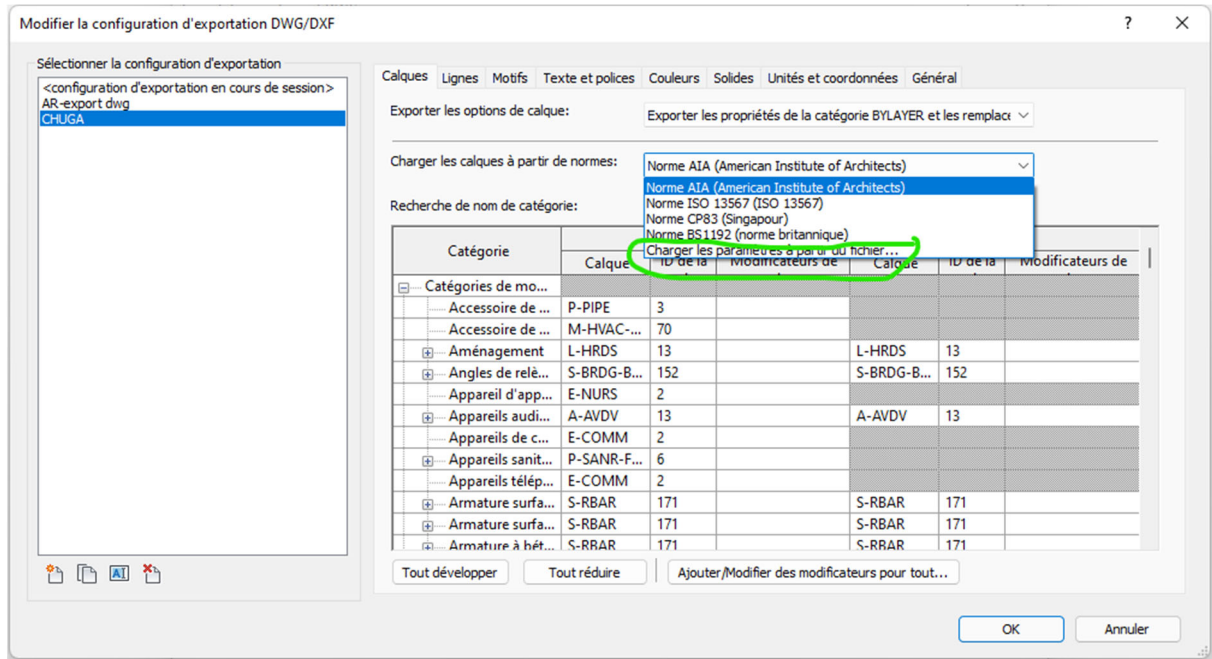 Modifier la configuration d'exportation DWG/DXF
?
Sélectionner la configuration d'exportation
<configuration d'exportation en cours de session>
AR-export dwg
CHUGA
Calques Lignes Motifs Texte et polices Couleurs Solides Unités et coordonnées Général
Exporter les options de calque: Exporter les propriétés de la catégorie BYLAYER et les remplace
Charger les calques à partir de normes: Norme AIA (American Institute of Architects)
Norme AIA (American Institute of Architects)
Norme ISO 13567 (ISO 13567)
Norme CP83 (Singapour)
Norme BS1192 (norme britannique)
Charger les paramètres à partir du fichier...
Recherche de nom de catégorie:
Catégorie Calque ID de la Modificateurs de Calque ID de la Modificateurs de
Catégories de mo...
Accessoire de ... P-PIPE 3
Accessoire de ... M-HVAC-... 70
Aménagement L-HRDS 13 L-HRDS 13
Angles de relè... S-BRDG-B... 152 S-BRDG-B... 152
Appareil d'app... E-NURS 2
Appareils audi... A-AVDV 13 A-AVDV 13
Appareils de c... E-COMM 2
Appareils sanit... P-SANR-F... 6
Appareils télép... E-COMM 2
Armature surfa... S-RBAR 171 S-RBAR 171
Armature surfa... S-RBAR 171 S-RBAR 171
Armature à bét... S-RBAR 171 S-RBAR 171
Tout développer Tout réduire Ajouter/Modifier des modificateurs pour tout...
OK Annuler